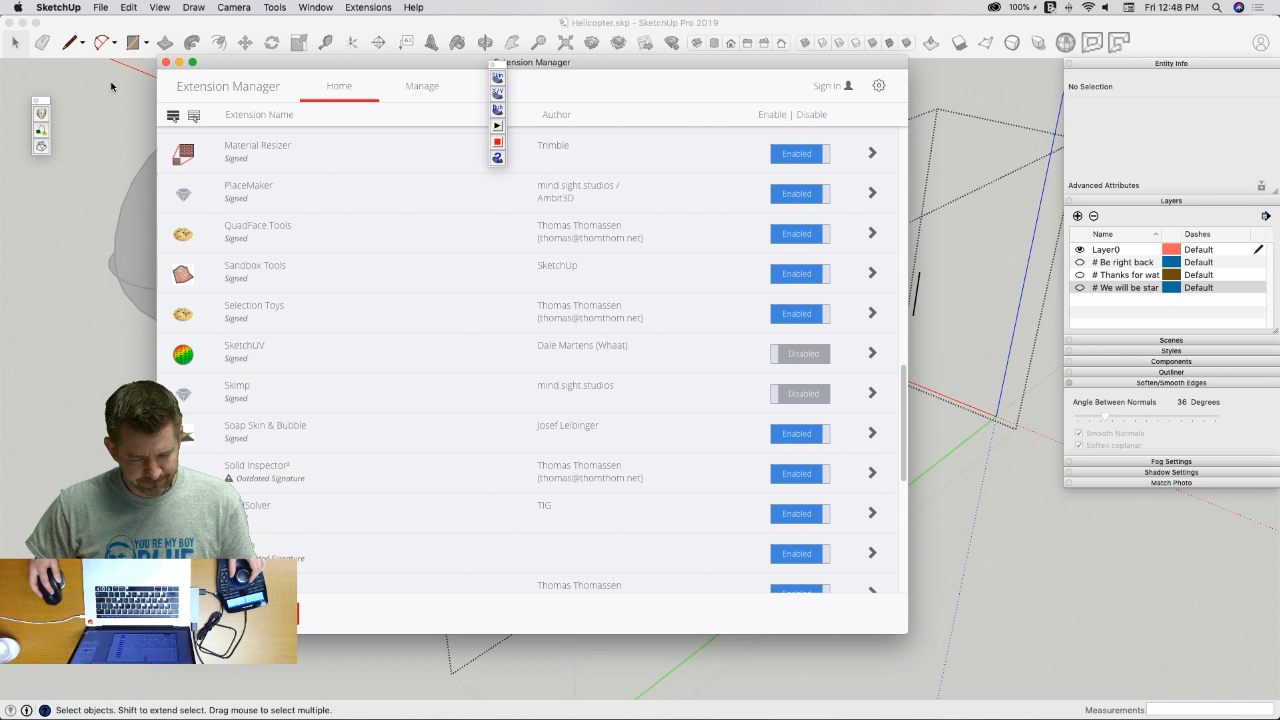 SketchUp File Edit View Draw Camera Tools Window Extensions Help
100% Fri 12:48 PM
Helicopter.skp - SketchUp Pro 2019
Extension Manager Home Manage Sign In
Extension Name Author Enable | Disable
Material Resizer Trimble Enabled
Signed
PlaceMaker mind.sight.studios / Enabled
Signed Ambit3D
QuadFace Tools Thomas Thomassen Enabled
Signed (thomas@thomthom.net)
Sandbox Tools SketchUp Enabled
Signed
Selection Toys Thomas Thomassen Enabled
Signed (thomas@thomthom.net)
SketchUV Dale Martens (Whaat) Disabled
Signed
Skimp mind.sight.studios Disabled
Signed
Soap Skin & Bubble Josef Leibinger Enabled
Signed
Solid Inspector² Thomas Thomassen Enabled
Outdated Signature (thomas@thomthom.net)
Solver TIG Enabled
Signature Enabled
Thomassen
YOU'RE MY BOY
BLUE
Entity Info
No Selection
Advanced Attributes
Layers
Name Dashes
Layer0 Default
# Be right back Default
# Thanks for wat Default
# We will be star Default
Scenes
Styles
Components
Outliner
Soften/Smooth Edges
Angle Between Normals 36 Degrees
Smooth Normals
Soften coplanar
Fog Settings
Shadow Settings
Match Photo
Select objects. Shift to extend select. Drag mouse to select multiple. Measurements